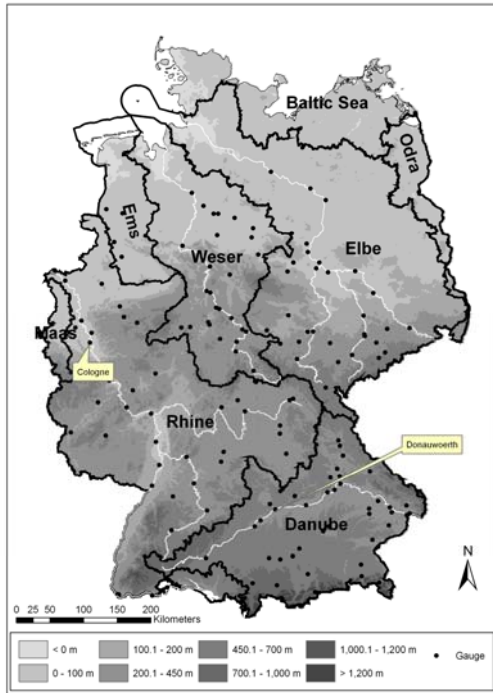 Baltic Sea
Odra
Ems
Weser
Elbe
Maas
Cologne
Rhine
Donauwoerth
Danube
N
0 25 50 100 150 200
Kilometers
< 0 m
100.1 - 200 m
450.1 - 700 m
1,000.1 - 1,200 m
Gauge
0 - 100 m
200.1 - 450 m
700.1 - 1,000 m
> 1,200 m